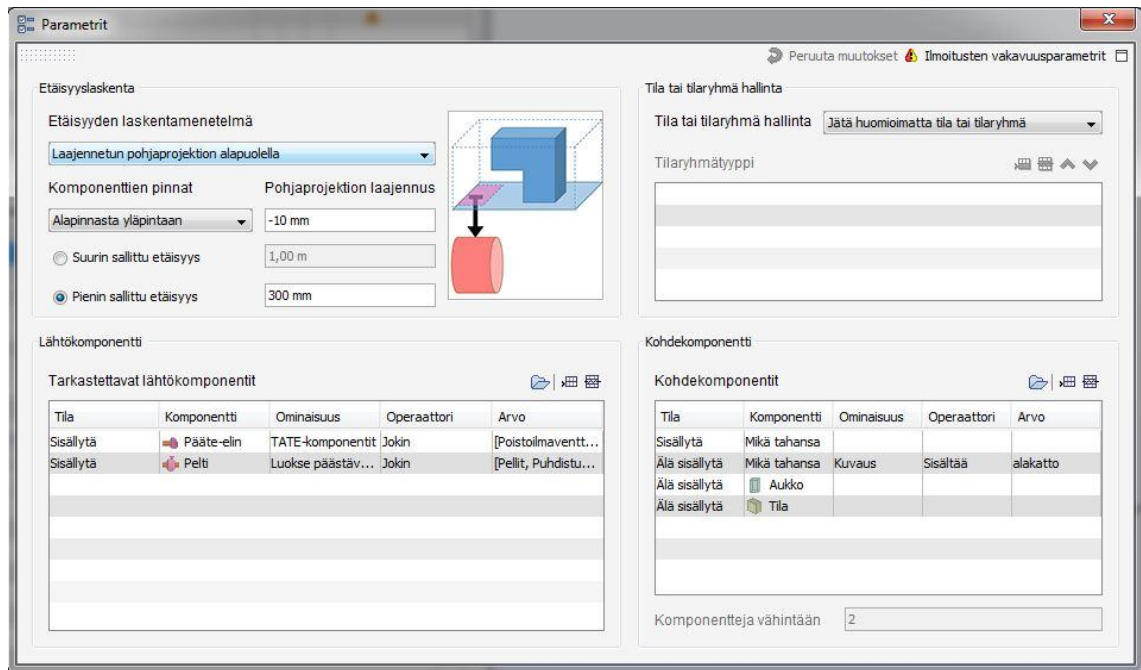 Parametrit
Peruuta muutokset Ilmoitusten vakavuusparametrit
Etäisyyslaskenta
Etäisyyden laskentamenetelmä
Laajennetun pohjaprojektion alapuolella
Komponenttien pinnat Pohjaprojektion laajennus
Alapinnasta yläpintaan -10 mm
Suurin sallittu etäisyys 1,00 m
Pienin sallittu etäisyys 300 mm
Tila tai tilaryhmä hallinta
Tila tai tilaryhmä hallinta Jätä huomioimatta tila tai tilaryhmä
Tilaryhmätyyppi
Lähtökomponentti
Tarkastettavat lähtökomponentit
Tila Komponentti Ominaisuus Operaattori Arvo
Sisällytä Pääte-elin TATE-komponentit Jokin [Poistoilmaventt...
Sisällytä Pelti Luokse päästäv... Jokin [Pellit, Puhdistu...
Kohdekomponentti
Kohdekomponentit
Tila Komponentti Ominaisuus Operaattori Arvo
Sisällytä Mikä tahansa
Älä sisällytä Mikä tahansa Kuvaus Sisältää alakatto
Älä sisällytä Aukko
Älä sisällytä Tila
Komponentteja vähintään 2